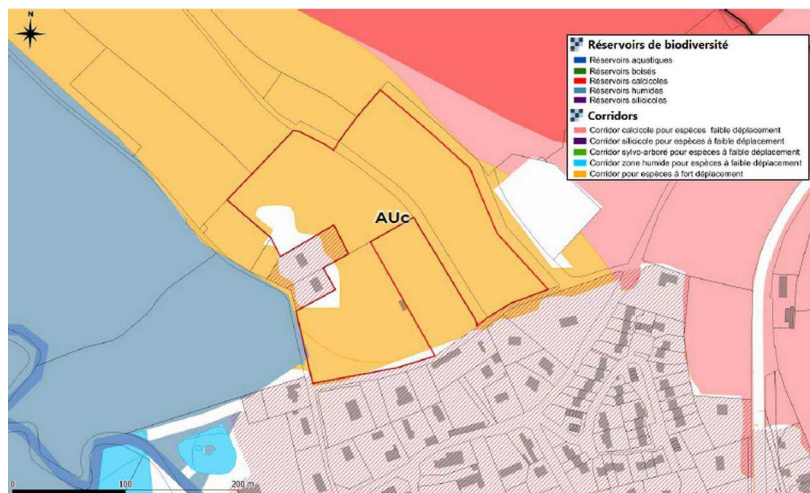 N
Réservoirs de biodiversité
Réservoirs aquatiques
Réservoirs boisés
Réservoirs calcicoles
Réservoirs humides
Réservoirs silicicoles
Corridors
Corridor calcicole pour espèces faible déplacement
Corridor silicicole pour espèces à faible déplacement
Corridor sylvo-arboré pour espèces à faible déplacement
Corridor zone humide pour espèces à faible déplacement
Corridor pour espèces à fort déplacement
AUc
0 100 200 m